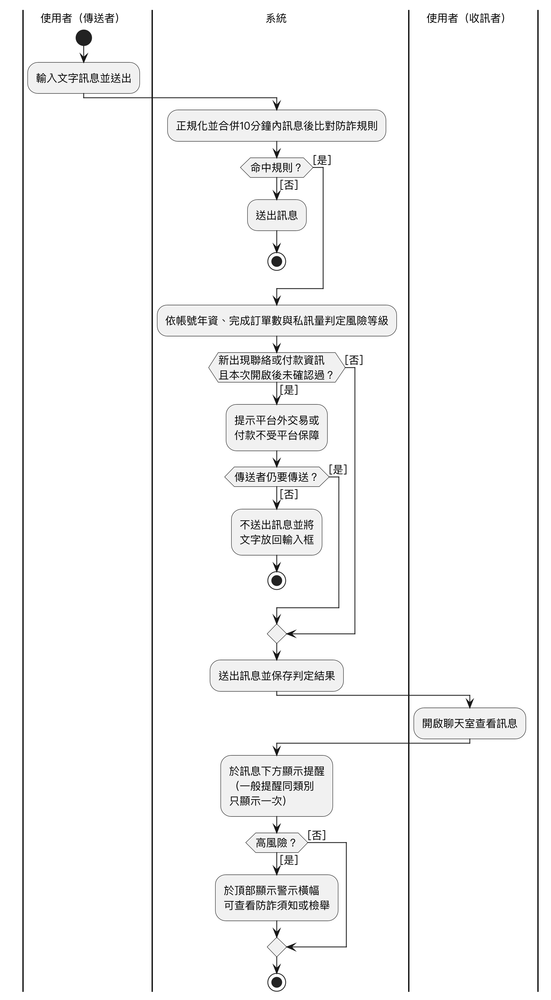 使用者（傳送者）
系統
使用者（收訊者）
輸入文字訊息並送出
正規化並合併10分鐘內訊息後比對防詐規則
命中規則？
[是]
[否]
送出訊息
依帳號年資、完成訂單數與私訊量判定風險等級
新出現聯絡或付款資訊
且本次開啟後未確認過？
[否]
[是]
提示平台外交易或
付款不受平台保障
傳送者仍要傳送？
[是]
[否]
不送出訊息並將
文字放回輸入框
送出訊息並保存判定結果
開啟聊天室查看訊息
於訊息下方顯示提醒
（一般提醒同類別
只顯示一次）
高風險？
[否]
[是]
於頂部顯示警示橫幅
可查看防詐須知或檢舉